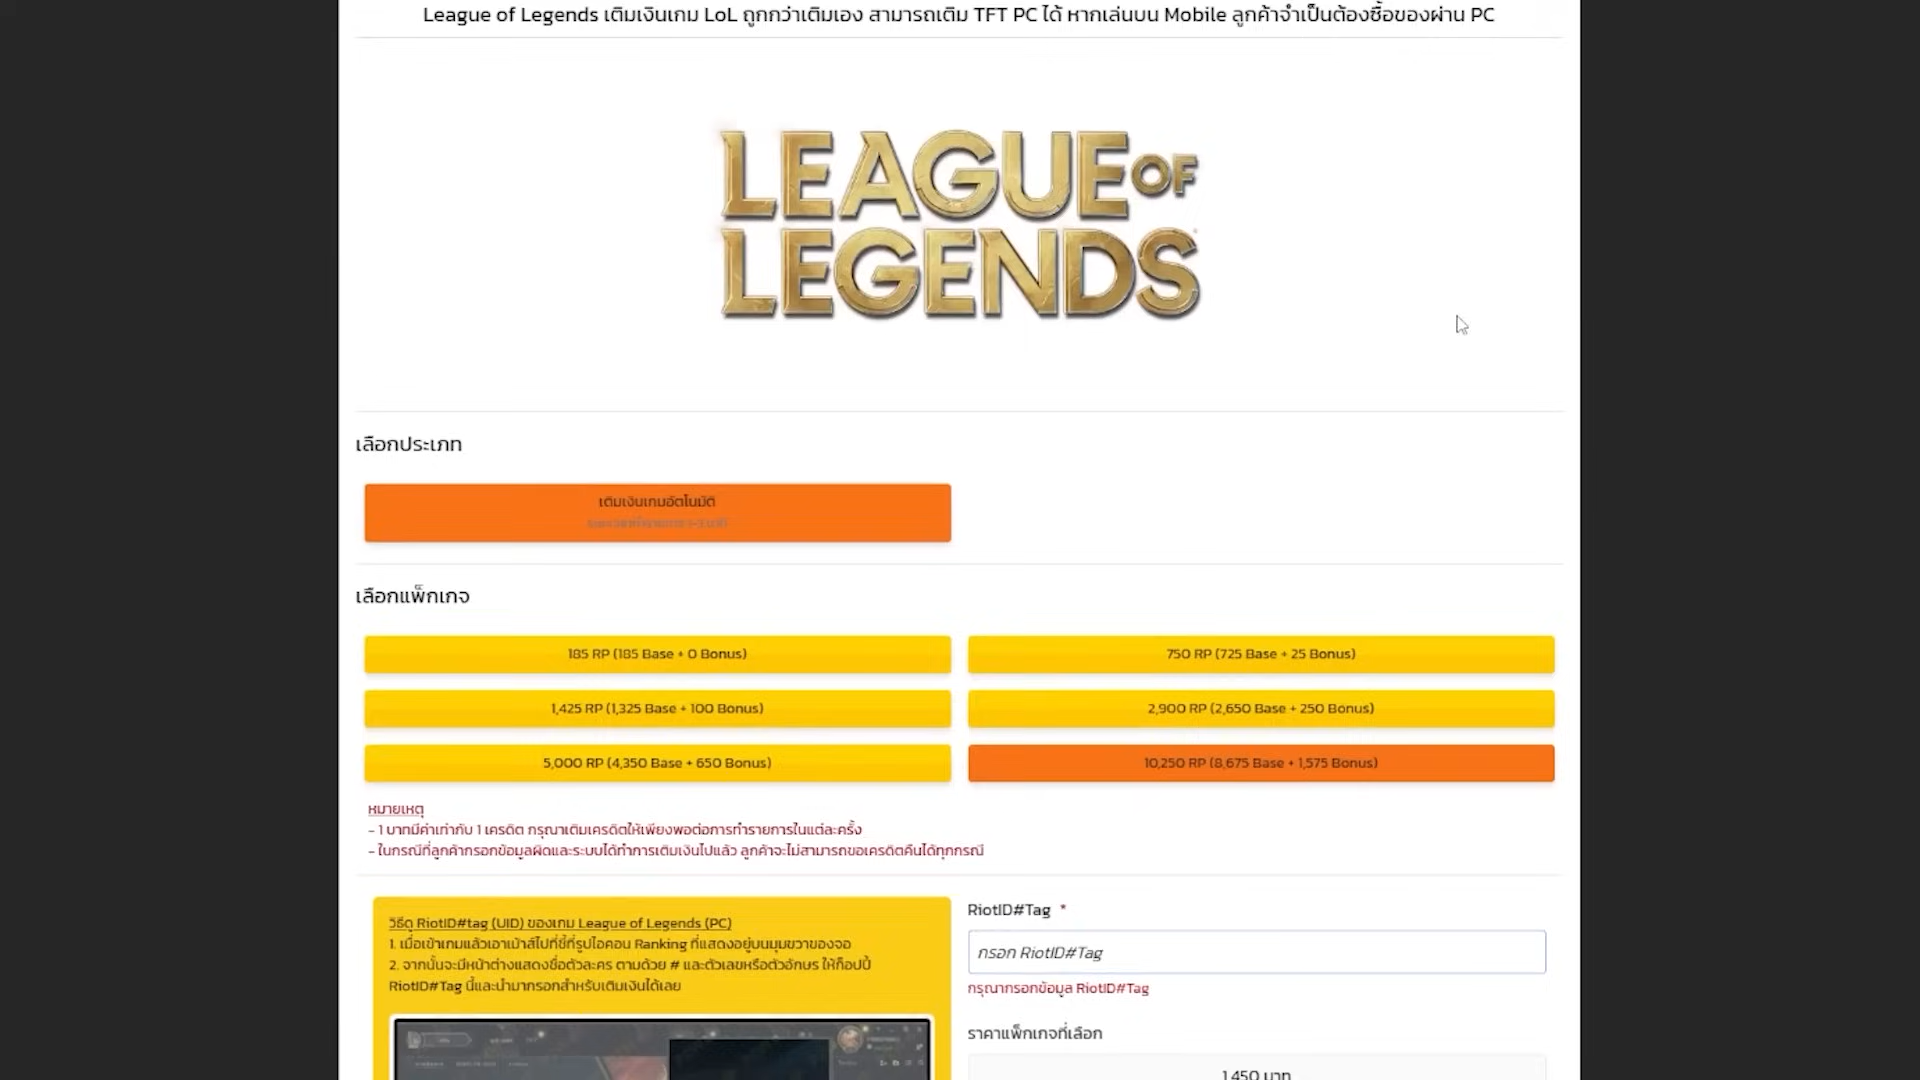 League of Legends เติมเงินเกม LoL ถูกกว่าเติมเอง สามารถเติม TFT PC ได้ หากเล่นบน Mobile ลูกค้าจำเป็นต้องซื้อของผ่าน PC
LEAGUE OF
LEGENDS
เลือกประเภท
เติมเงินเกมอัตโนมัติ
เลือกแพ็กเกจ
185 RP (185 Base + 0 Bonus)
750 RP (725 Base + 25 Bonus)
1,425 RP (1,325 Base + 100 Bonus)
2,900 RP (2,650 Base + 250 Bonus)
5,000 RP (4,350 Base + 650 Bonus)
10,250 RP (8,675 Base + 1,575 Bonus)
หมายเหตุ
- 1 บาทมีค่าเท่ากับ 1 เครดิต กรุณาเติมเครดิตให้เพียงพอต่อการทำรายการในแต่ละครั้ง
- ในกรณีที่ลูกค้ากรอกข้อมูลผิดและระบบได้ทำการเติมเงินไปแล้ว ลูกค้าจะไม่สามารถขอเครดิตคืนได้ทุกกรณี
วิธีดู RiotID#tag (UID) ของเกม League of Legends (PC)
1. เมื่อเข้าเกมแล้วเอาเม้าส์ไปที่ชี้ที่รูปไอคอน Ranking ที่แสดงอยู่บนมุมขวาของจอ
2. จากนั้นจะมีหน้าต่างแสดงชื่อตัวละคร ตามด้วย # และตัวเลขหรือตัวอักษร ให้ก็อปปี้
RiotID#Tag นี้และนำมากรอกสำหรับเติมเงินได้เลย
RiotID#Tag *
กรอก RiotID#Tag
กรุณากรอกข้อมูล RiotID#Tag
ราคาแพ็กเกจที่เลือก
1,450 บาท